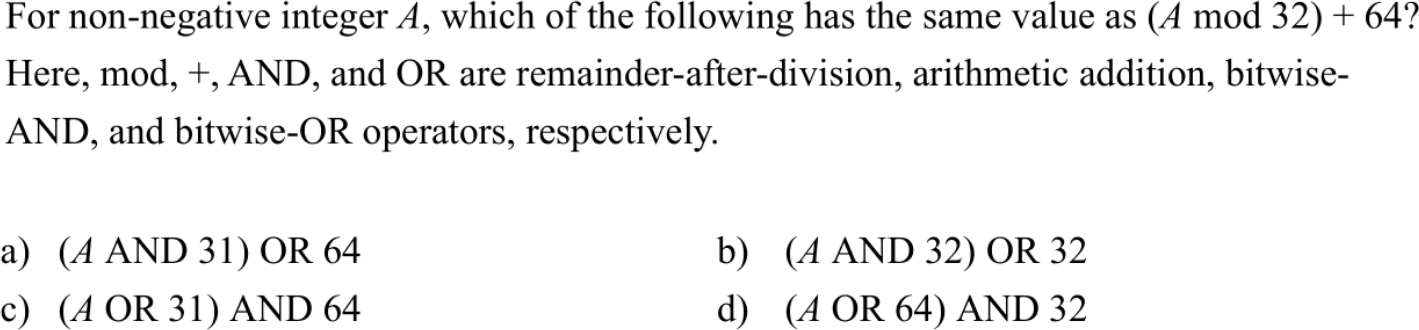 For non-negative integer A, which of the following has the same value as (A mod 32) + 64?
Here, mod, +, AND, and OR are remainder-after-division, arithmetic addition, bitwise-
AND, and bitwise-OR operators, respectively.
a) (A AND 31) OR 64 b) (A AND 32) OR 32
c) (A OR 31) AND 64 d) (A OR 64) AND 32